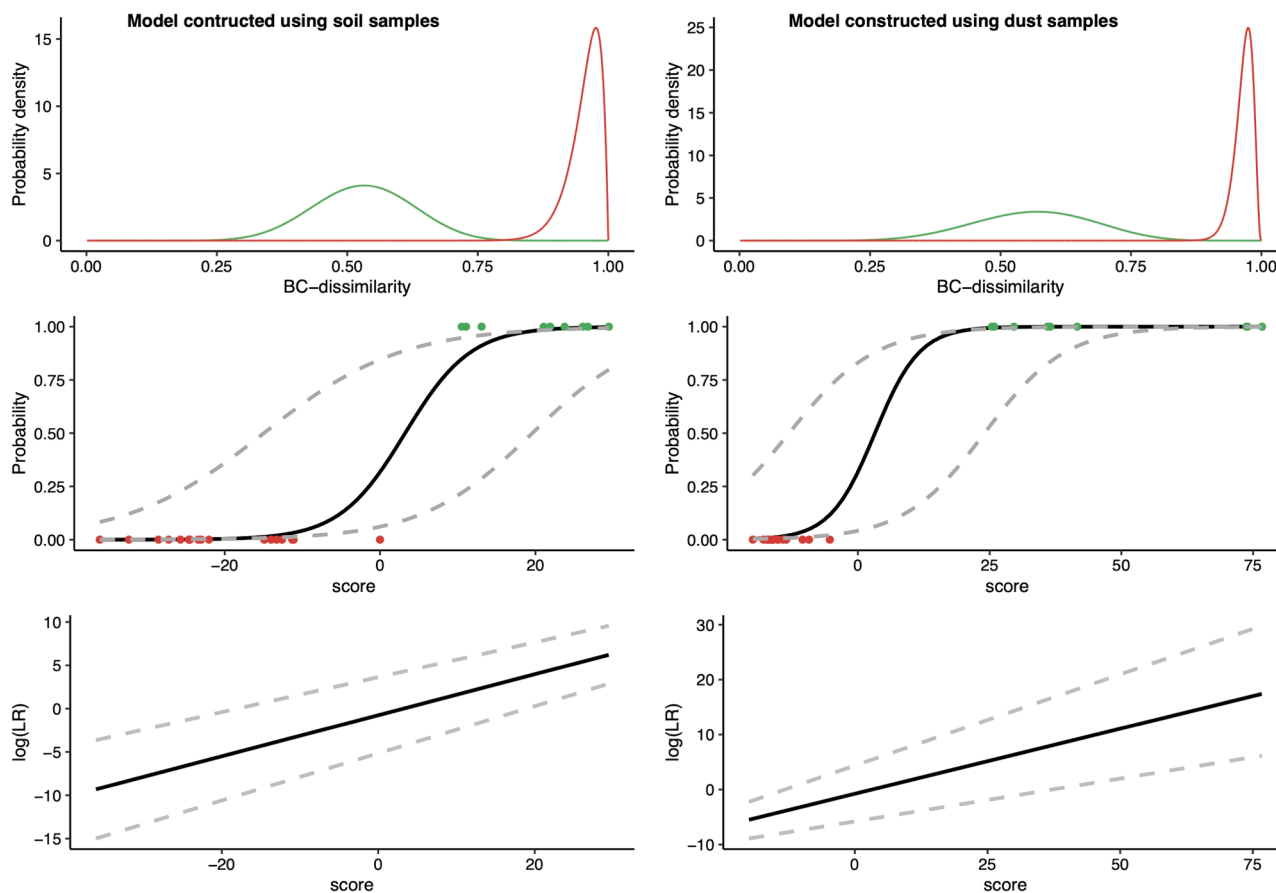 Model contructed using soil samples
Probability density
15
10
5
0
0.00 0.25 0.50 0.75 1.00
BC−dissimilarity
Model constructed using dust samples
Probability density
25
20
15
10
5
0
0.00 0.25 0.50 0.75 1.00
BC−dissimilarity
Probability
1.00
0.75
0.50
0.25
0.00
−20 0 20
score
Probability
1.00
0.75
0.50
0.25
0.00
0 25 50 75
score
log(LR)
10
5
0
−5
−10
−15
−20 0 20
score
log(LR)
30
20
10
0
−10
0 25 50 75
score